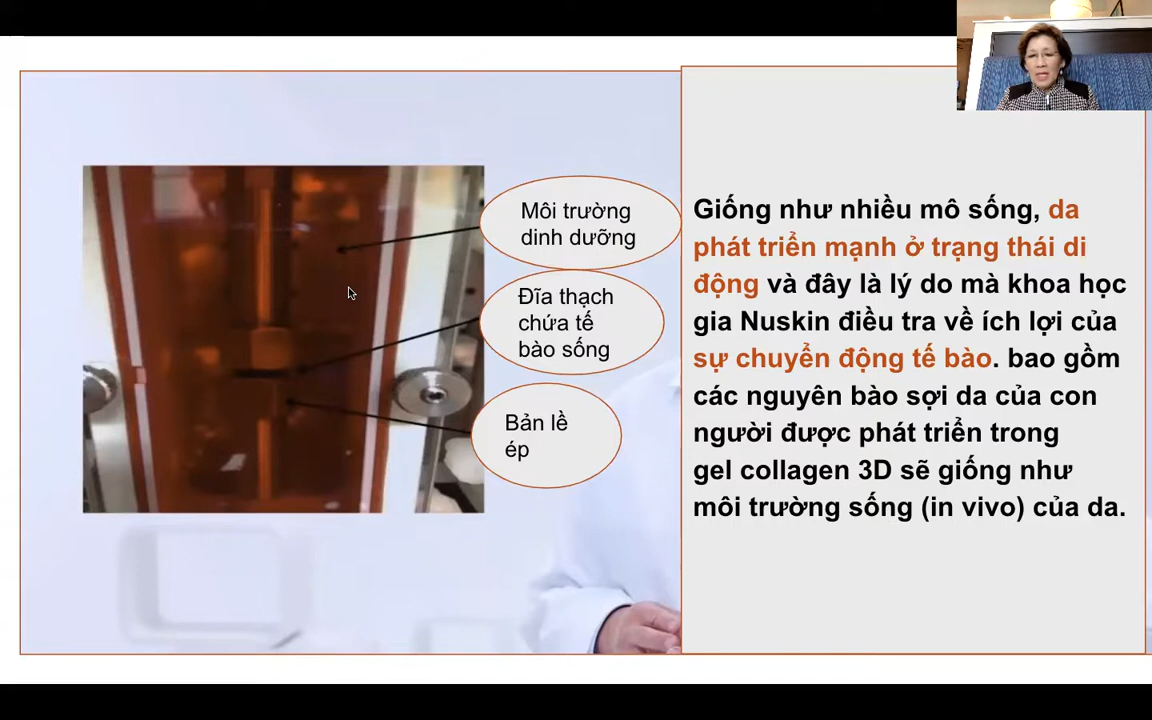 Môi trường
dinh dưỡng
Đĩa thạch
chứa tế
bào sống
Bản lề
ép
Giống như nhiều mô sống, da
phát triển mạnh ở trạng thái di
động và đây là lý do mà khoa học
gia Nuskin điều tra về ích lợi của
sự chuyển động tế bào. bao gồm
các nguyên bào sợi da của con
người được phát triển trong
gel collagen 3D sẽ giống như
môi trường sống (in vivo) của da.